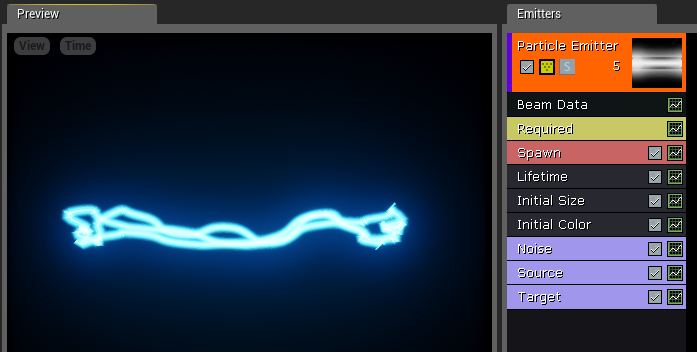 Preview
View Time
Emitters
Particle Emitter
S 5
Beam Data
Required
Spawn
Lifetime
Initial Size
Initial Color
Noise
Source
Target